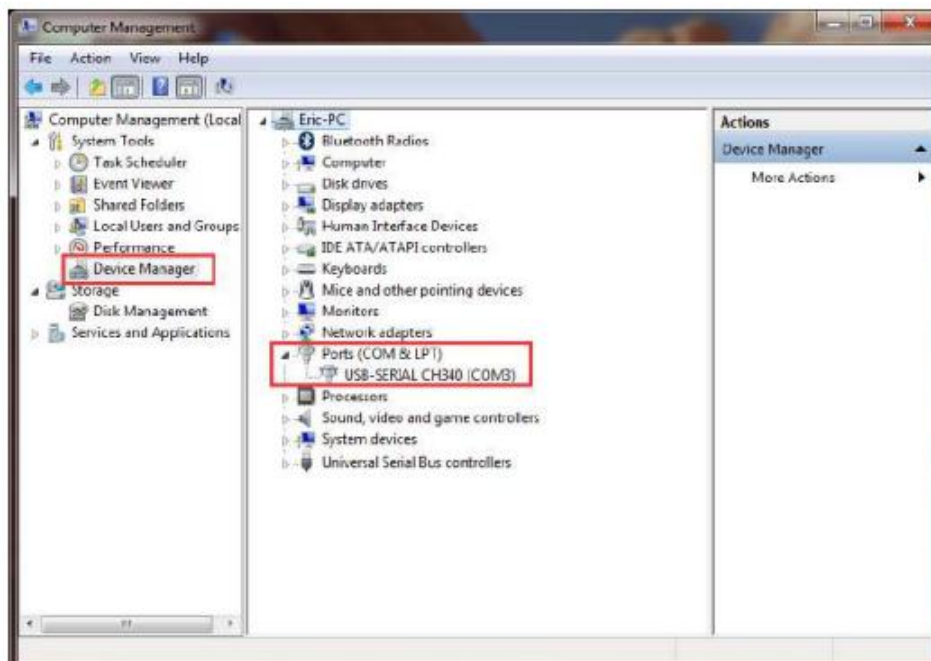 Computer Management
File Action View Help
Computer Management (Local
System Tools
Task Scheduler
Event Viewer
Shared Folders
Local Users and Groups
Performance
Device Manager
Storage
Disk Management
Services and Applications
Eric-PC
Bluetooth Radios
Computer
Disk drives
Display adapters
Human Interface Devices
IDE ATA/ATAPI controllers
Keyboards
Mice and other pointing devices
Monitors
Network adapters
Ports (COM & LPT)
USB-SERIAL CH340 (COM3)
Processors
Sound, video and game controllers
System devices
Universal Serial Bus controllers
Actions
Device Manager
More Actions